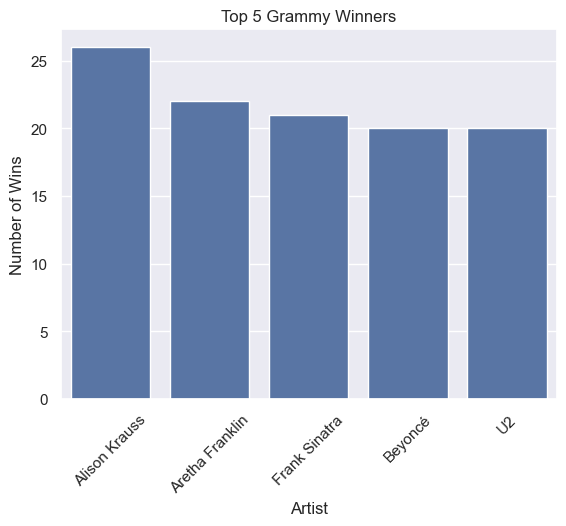 Top 5 Grammy Winners
Number of Wins
25
20
15
10
5
0
Alison Krauss
Aretha Franklin
Frank Sinatra
Beyoncé
U2
Artist